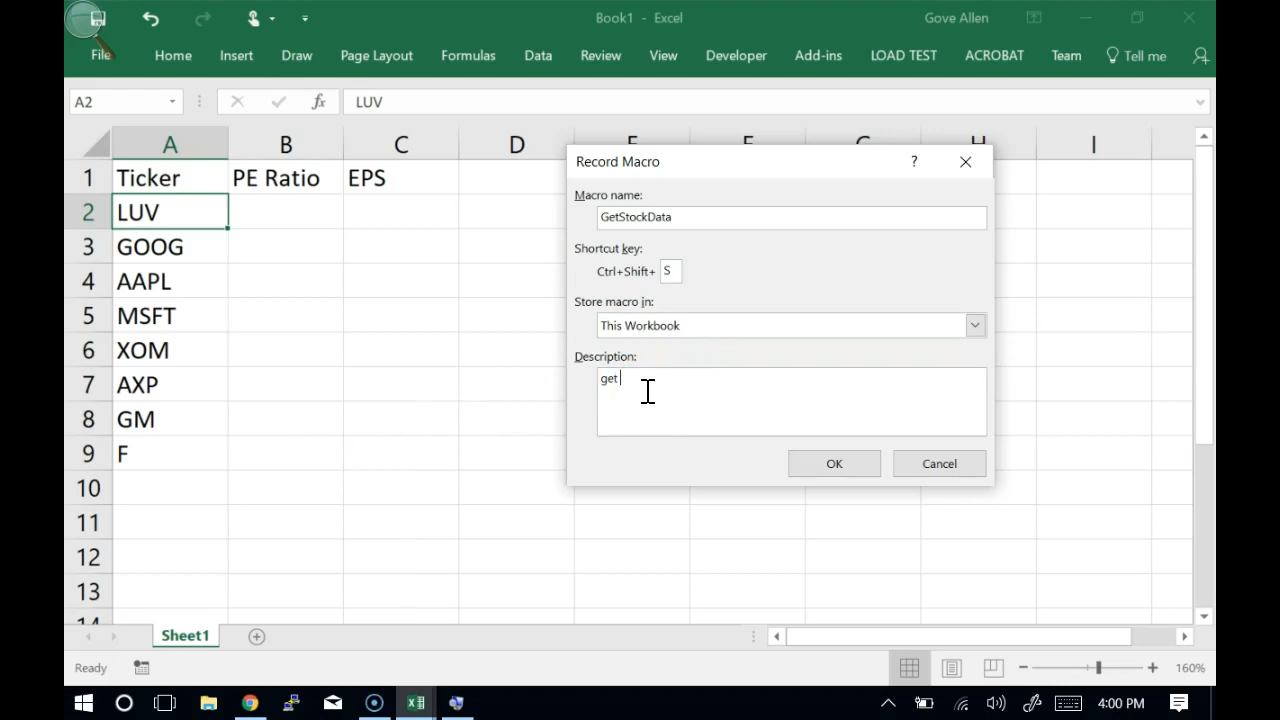 Book1 - Excel
Gove Allen
File Home Insert Draw Page Layout Formulas Data Review View Developer Add-ins LOAD TEST ACROBAT Team Tell me
A2 fx LUV
A B C D E F G H I
1 Ticker PE Ratio EPS
2 LUV
3 GOOG
4 AAPL
5 MSFT
6 XOM
7 AXP
8 GM
9 F
10
11
12
13
14
Record Macro ?
Macro name:
GetStockData
Shortcut key:
Ctrl+Shift+ S
Store macro in:
This Workbook
Description:
get
OK Cancel
Sheet1
Ready 160%
4:00 PM